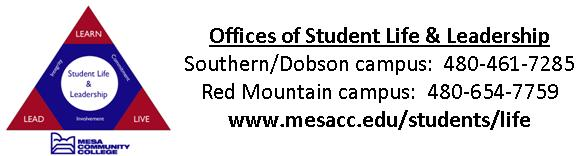 LEARN
Integrity
Commitment
Student Life
&
Leadership
LEAD
Involvement
LIVE
MESA
COMMUNITY
COLLEGE
Offices of Student Life & Leadership
Southern/Dobson campus:  480-461-7285
Red Mountain campus:  480-654-7759
www.mesacc.edu/students/life